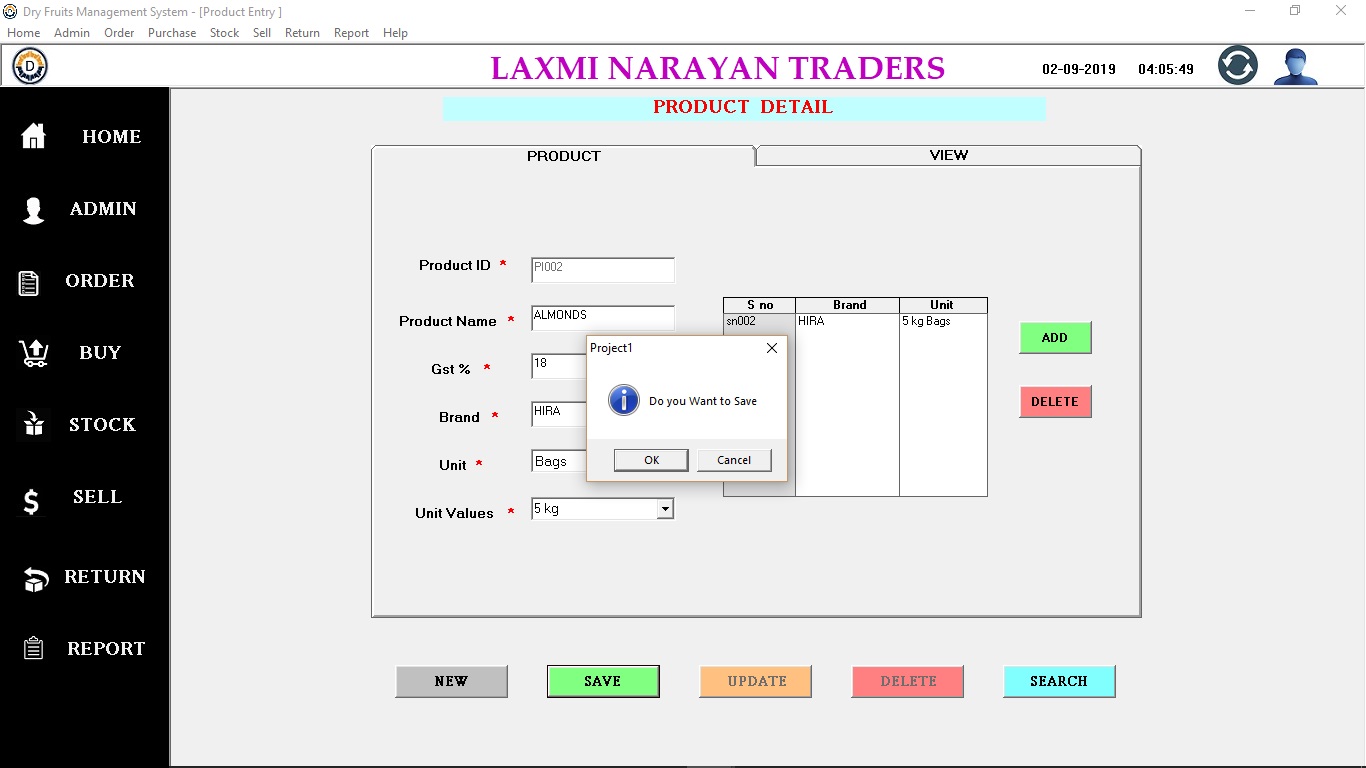 Dry Fruits Management System - [Product Entry ]
Home Admin Order Purchase Stock Sell Return Report Help
D
LAXMI NARAYAN TRADERS
02-09-2019 04:05:49
PRODUCT DETAIL
HOME
ADMIN
ORDER
BUY
STOCK
SELL
RETURN
REPORT
PRODUCT VIEW
Product ID * PI002
Product Name * ALMONDS
Gst % * 18
Brand * HIRA
Unit * Bags
Unit Values * 5 kg
S no Brand Unit
sn002 HIRA 5 kg Bags
ADD
DELETE
Project1
Do you Want to Save
OK Cancel
NEW SAVE UPDATE DELETE SEARCH